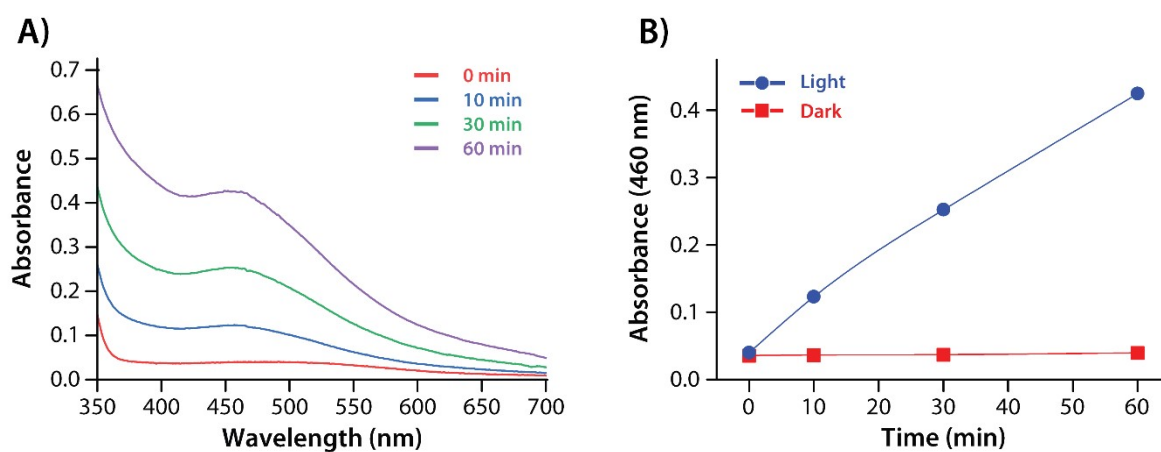 A)
0.7
0.6
0.5
0.4
0.3
0.2
0.1
0.0
Absorbance
0 min
10 min
30 min
60 min
350 400 450 500 550 600 650 700
Wavelength (nm)
B)
0.4
0.3
0.2
0.1
0.0
Absorbance (460 nm)
Light
Dark
0 10 20 30 40 50 60
Time (min)